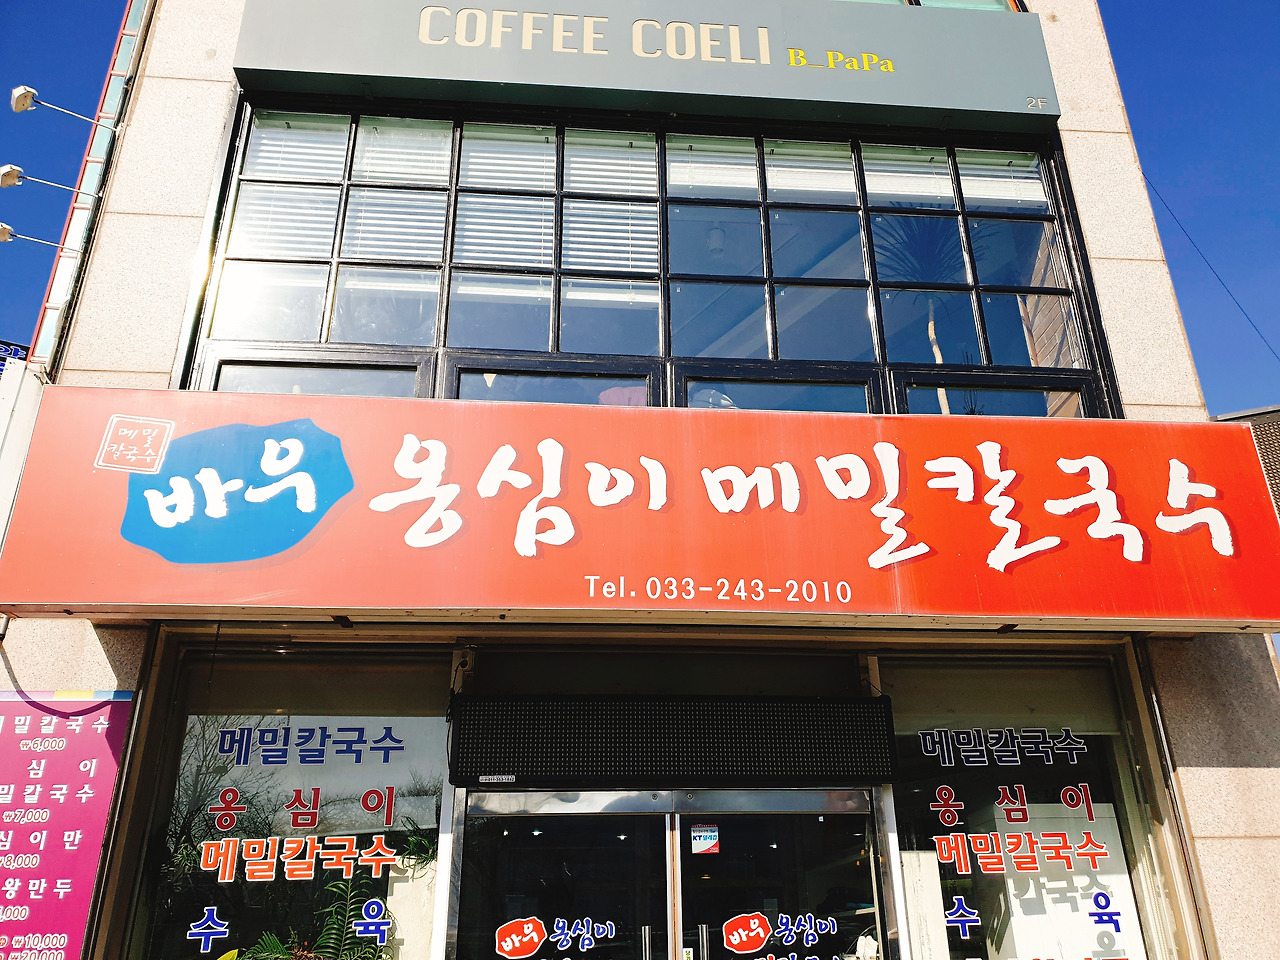 COFFEE COELI B_PaPa
2F
메밀
칼국수
바우 옹심이 메밀칼국수
Tel. 033-243-2010
밀칼국수
₩6,000
심이
밀칼국수
₩7,000
심이만
₩8,000
왕만두
,000
₩10,000
₩20,000
메밀칼국수
옹심이
메밀칼국수
수육
KT
바우 옹심이
바우 옹심이
메밀칼국수
옹심이
메밀칼국수
수육